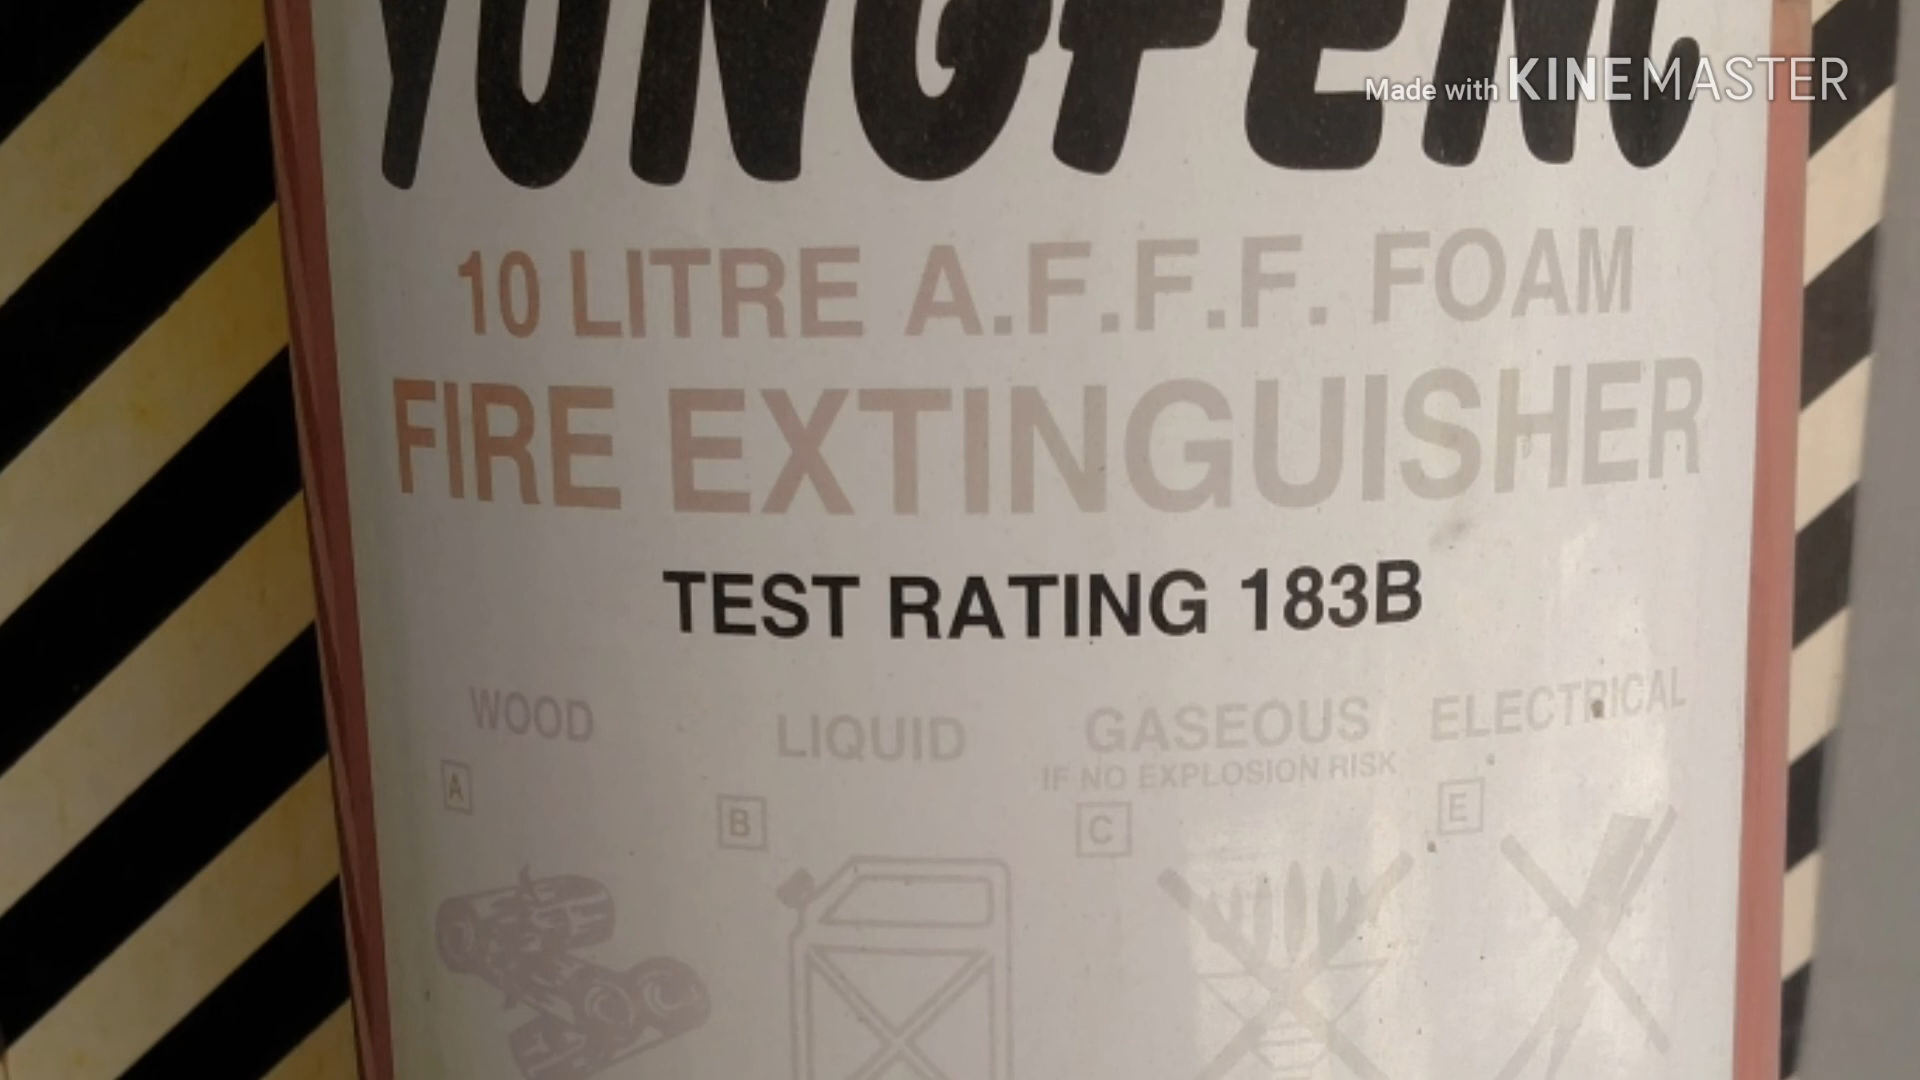 YUNGFENG
Made with KINEMASTER
10 LITRE A.F.F.F. FOAM
FIRE EXTINGUISHER
TEST RATING 183B
WOOD
LIQUID
GASEOUS
ELECTRICAL
IF NO EXPLOSION RISK
A
B
C
E